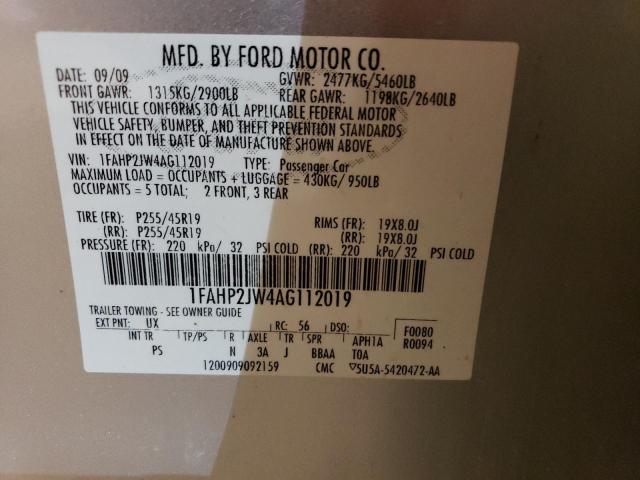 MFD. BY FORD MOTOR CO.
DATE: 09/09 GVWR: 2477KG/5460LB
FRONT GAWR: 1315KG/2900LB REAR GAWR: 1198KG/2640LB
THIS VEHICLE CONFORMS TO ALL APPLICABLE FEDERAL MOTOR
VEHICLE SAFETY, BUMPER, AND THEFT PREVENTION STANDARDS
IN EFFECT ON THE DATE OF MANUFACTURE SHOWN ABOVE.
VIN: 1FAHP2JW4AG112019 TYPE: Passenger Car
MAXIMUM LOAD = OCCUPANTS + LUGGAGE = 430KG/950LB
OCCUPANTS = 5 TOTAL; 2 FRONT, 3 REAR
TIRE (FR): P255/45R19 RIMS (FR): 19X8.0J
(RR): P255/45R19 (RR): 19X8.0J
PRESSURE (FR): 220 kPa/ 32 PSI COLD (RR): 220 kPa/ 32 PSI COLD
1FAHP2JW4AG112019
TRAILER TOWING - SEE OWNER GUIDE
EXT PNT: UX RC: 56 DSO: F0080
INT TR TP/PS R AXLE TR SPR APH1A R0094
PS N 3A J BBAA T0A
1200909092159 CMC ▽5U5A-5420472-AA